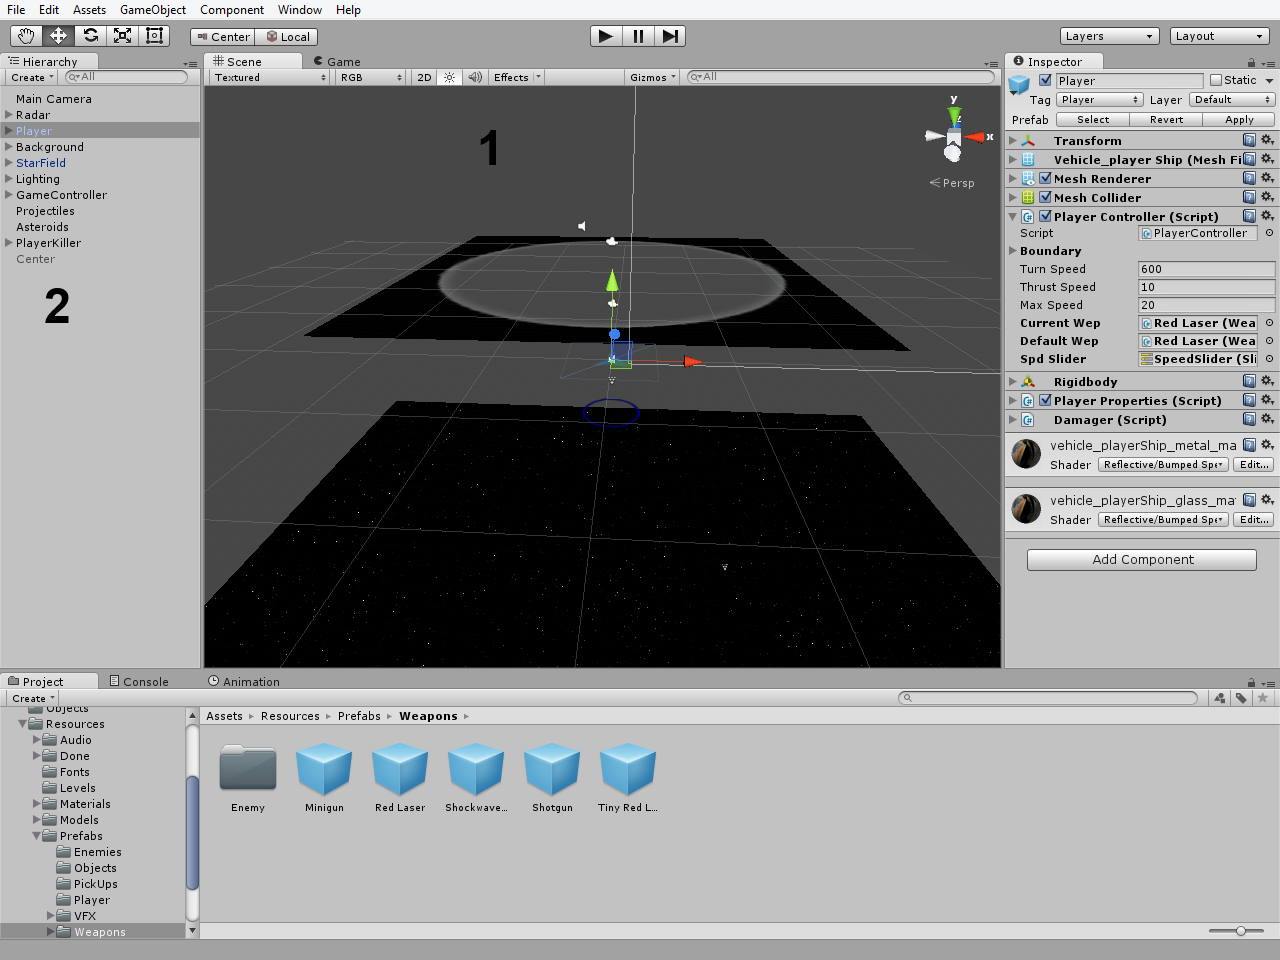 File Edit Assets GameObject Component Window Help
Center Local Layers Layout
Hierarchy
Create All
Main Camera
Radar
Player
Background
StarField
Lighting
GameController
Projectiles
Asteroids
PlayerKiller
Center
2
Scene Game
Textured RGB 2D Effects Gizmos All
1
y
z
x
Persp
Inspector
Player Static
Tag Player Layer Default
Prefab Select Revert Apply
Transform
Vehicle_player Ship (Mesh Fi
Mesh Renderer
Mesh Collider
Player Controller (Script)
Script PlayerController
Boundary
Turn Speed 600
Thrust Speed 10
Max Speed 20
Current Wep Red Laser (Wea
Default Wep Red Laser (Wea
Spd Slider SpeedSlider (Sli
Rigidbody
Player Properties (Script)
Damager (Script)
vehicle_playerShip_metal_ma
Shader Reflective/Bumped Spe Edit...
vehicle_playerShip_glass_ma
Shader Reflective/Bumped Spe Edit...
Add Component
Project Console Animation
Create
Objects
Resources
Audio
Done
Fonts
Levels
Materials
Models
Prefabs
Enemies
Objects
PickUps
Player
VFX
Weapons
Assets Resources Prefabs Weapons
Enemy Minigun Red Laser Shockwave... Shotgun Tiny Red L...